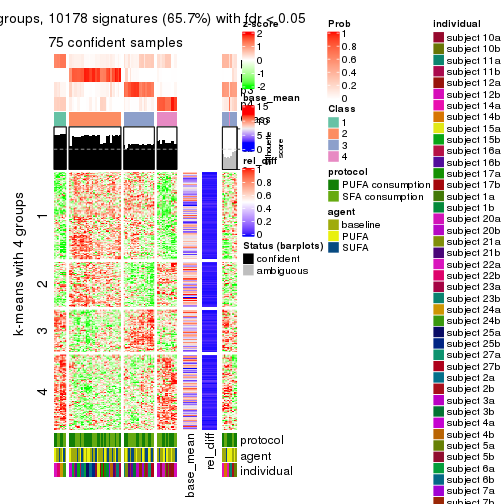 groups, 10178 signatures (65.7%) with fdr < 0.05
75 confident samples
k-means with 4 groups
1
2
3
4
p3
p4
silhouette
score
base_mean
rel_diff
protocol
agent
individual
z-score
2
1
0
-1
-2
base_mean
15
10
5
0
rel_diff
1
0.8
0.6
0.4
0.2
0
Status (barplots)
confident
ambiguous
Prob
1
0.8
0.6
0.4
0.2
0
Class
1
2
3
4
protocol
PUFA consumption
SFA consumption
agent
baseline
PUFA
SUFA
individual
subject 10a
subject 10b
subject 11a
subject 11b
subject 12a
subject 12b
subject 14a
subject 14b
subject 15a
subject 15b
subject 16a
subject 16b
subject 17a
subject 17b
subject 1a
subject 1b
subject 20a
subject 20b
subject 21a
subject 21b
subject 22a
subject 22b
subject 23a
subject 23b
subject 24a
subject 24b
subject 25a
subject 25b
subject 27a
subject 27b
subject 2a
subject 2b
subject 3a
subject 3b
subject 4a
subject 4b
subject 5a
subject 5b
subject 6a
subject 6b
subject 7a
subject 7b